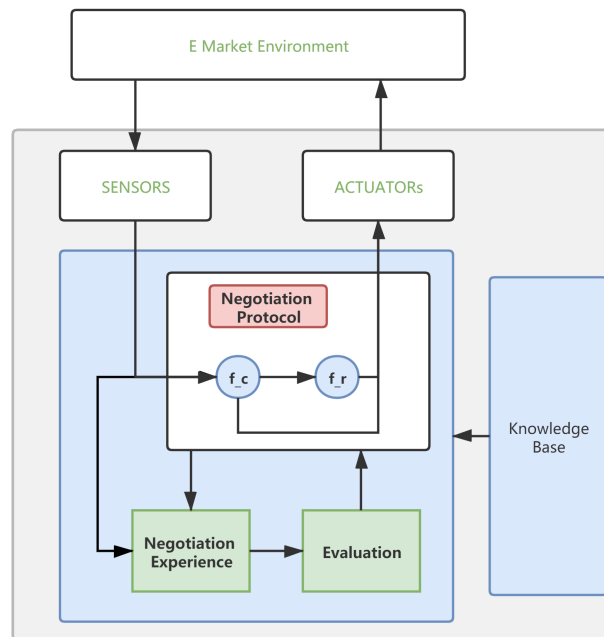 E Market Environment
SENSORS
ACTUATORs
Negotiation
Protocol
f_c
f_r
Knowledge
Base
Negotiation
Experience
Evaluation